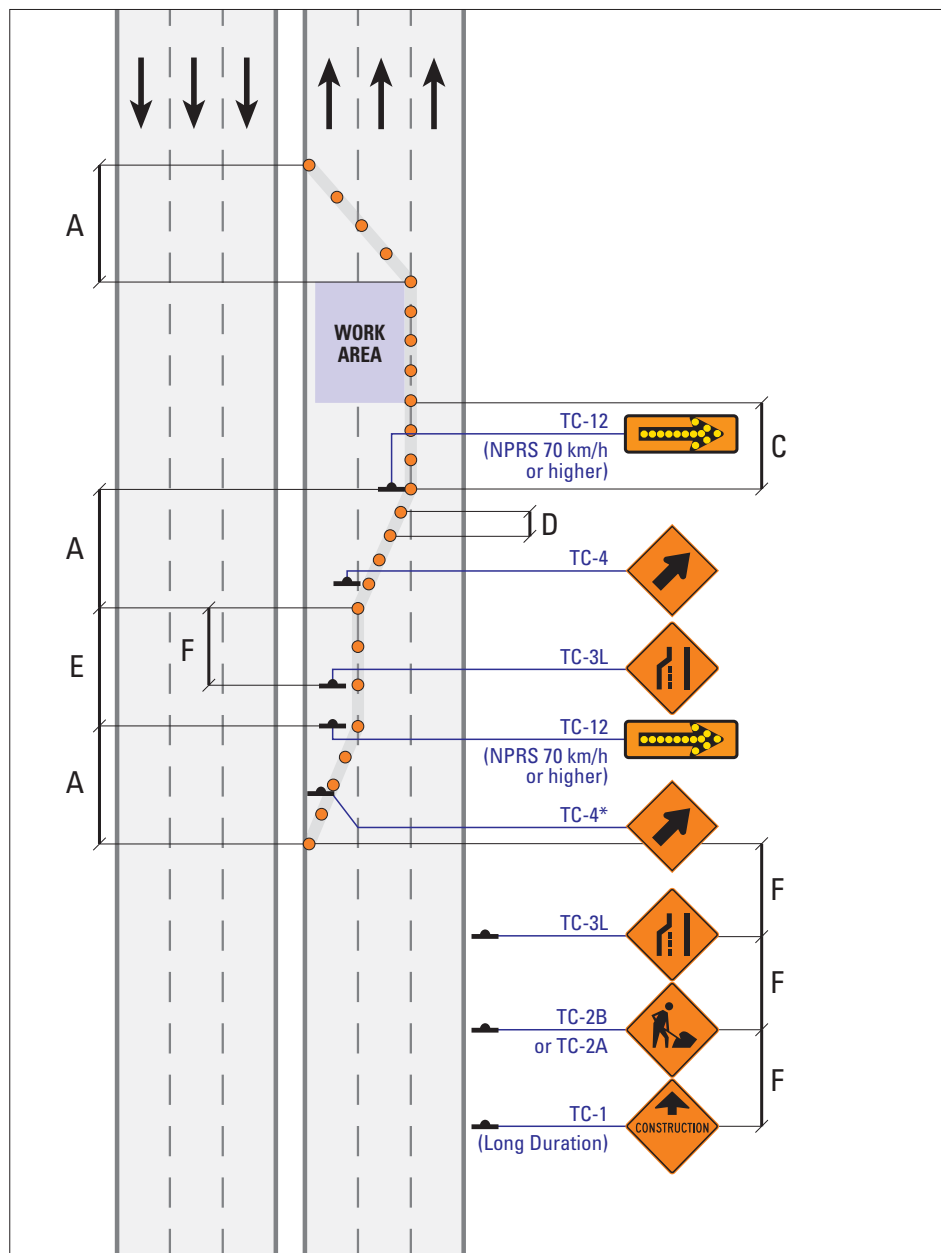 A
WORK
AREA
TC-12
(NPRS 70 km/h
or higher)
C
A
D
TC-4
E
F
TC-3L
TC-12
(NPRS 70 km/h
or higher)
A
TC-4*
F
TC-3L
F
TC-2B
or TC-2A
F
TC-1
(Long Duration)
CONSTRUCTION